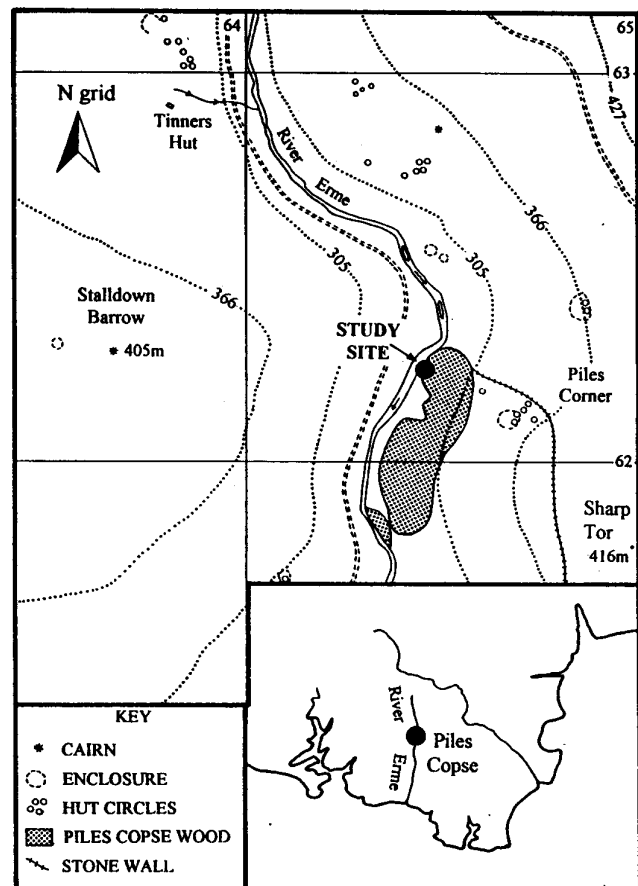 64
65
63
427
N grid
Tinners
Hut
River
Erme
366
305
305
366
Stalldown
Barrow
405m
STUDY
SITE
Piles
Corner
62
Sharp
Tor
416m
KEY
CAIRN
ENCLOSURE
HUT CIRCLES
PILES COPSE WOOD
STONE WALL
River
Erme
Piles
Copse